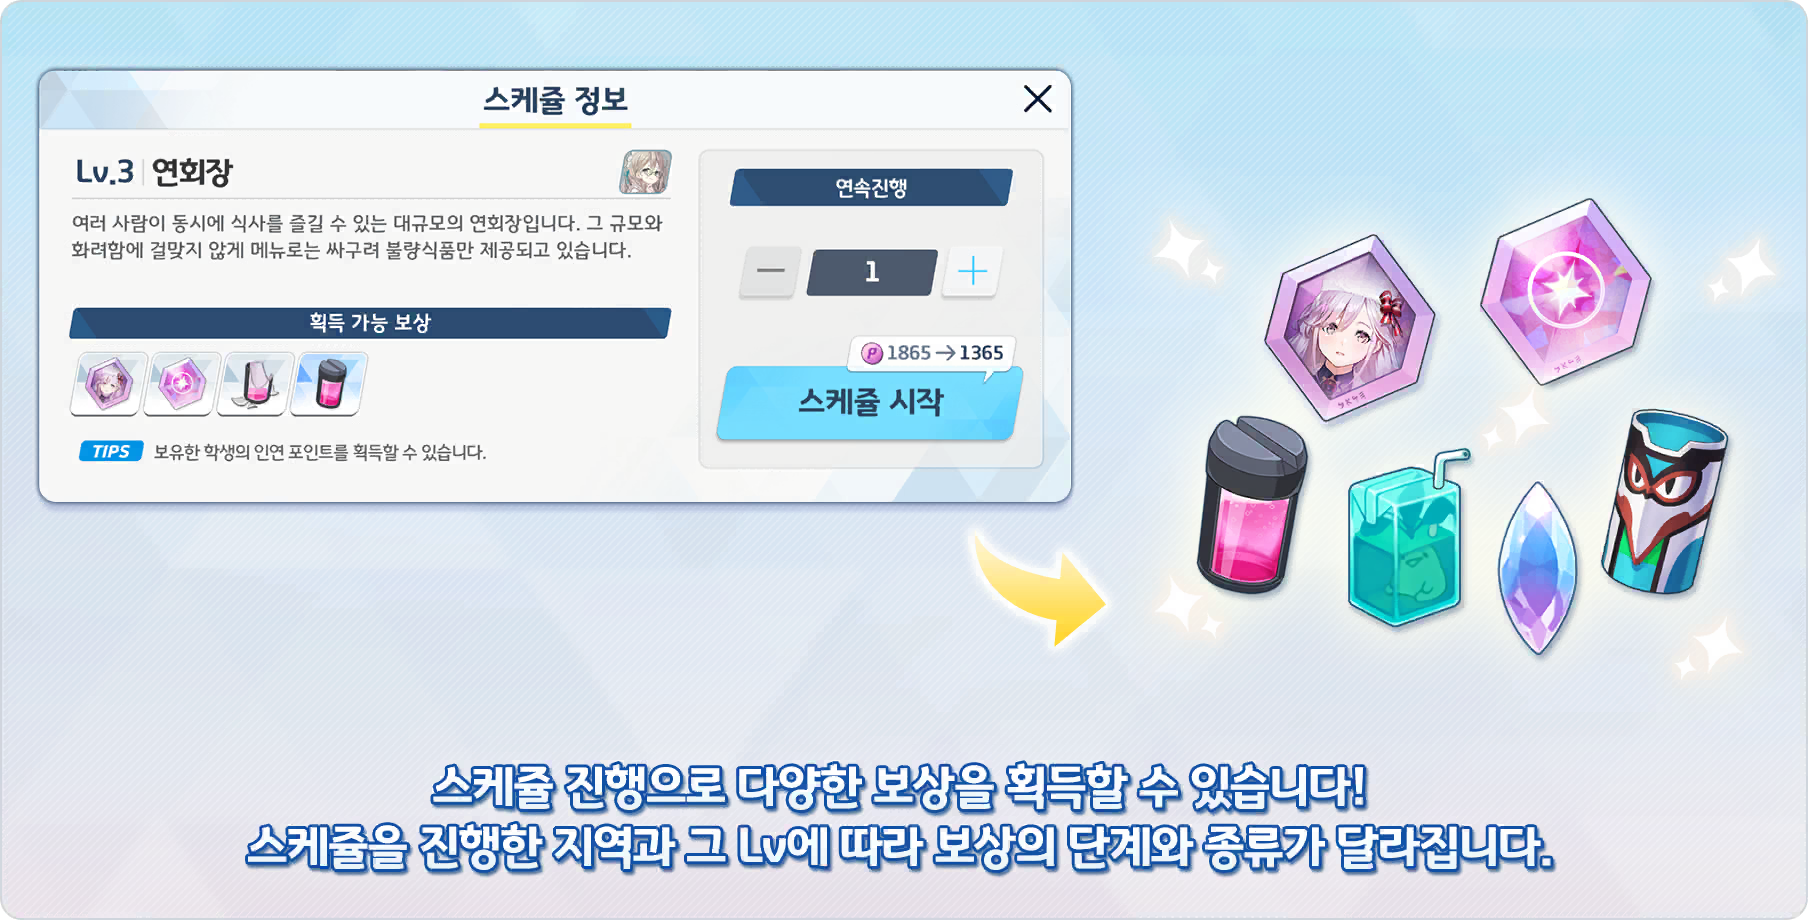 스케쥴 정보
Lv.3 연회장
여러 사람이 동시에 식사를 즐길 수 있는 대규모의 연회장입니다. 그 규모와
화려함에 걸맞지 않게 메뉴로는 싸구려 불량식품만 제공되고 있습니다.
획득 가능 보상
TIPS 보유한 학생의 인연 포인트를 획득할 수 있습니다.
연속진행
1
P 1865→1365
스케쥴 시작
스케쥴 진행으로 다양한 보상을 획득할 수 있습니다!
스케쥴을 진행한 지역과 그 Lv에 따라 보상의 단계와 종류가 달라집니다.